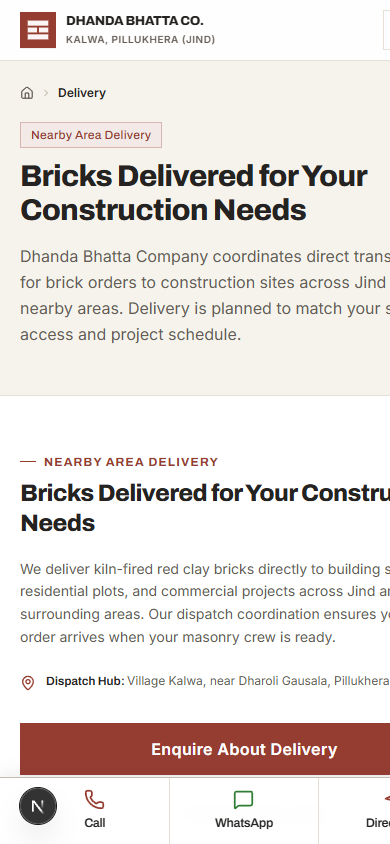 DHANDA BHATTA CO.
KALWA, PILLUKHERA (JIND)
Delivery
Nearby Area Delivery
Bricks Delivered for Your
Construction Needs
Dhanda Bhatta Company coordinates direct
for brick orders to construction sites across Jind
nearby areas. Delivery is planned to match your
access and project schedule.
NEARBY AREA DELIVERY
Bricks Delivered for Your
Needs
We deliver kiln-fired red clay bricks directly to building
residential plots, and commercial projects across Jind
surrounding areas. Our dispatch coordination ensures
order arrives when your masonry crew is ready.
Dispatch Hub: Village Kalwa, near Dharoli Gausala, Pillukhera
Enquire About Delivery
N
Call
WhatsApp